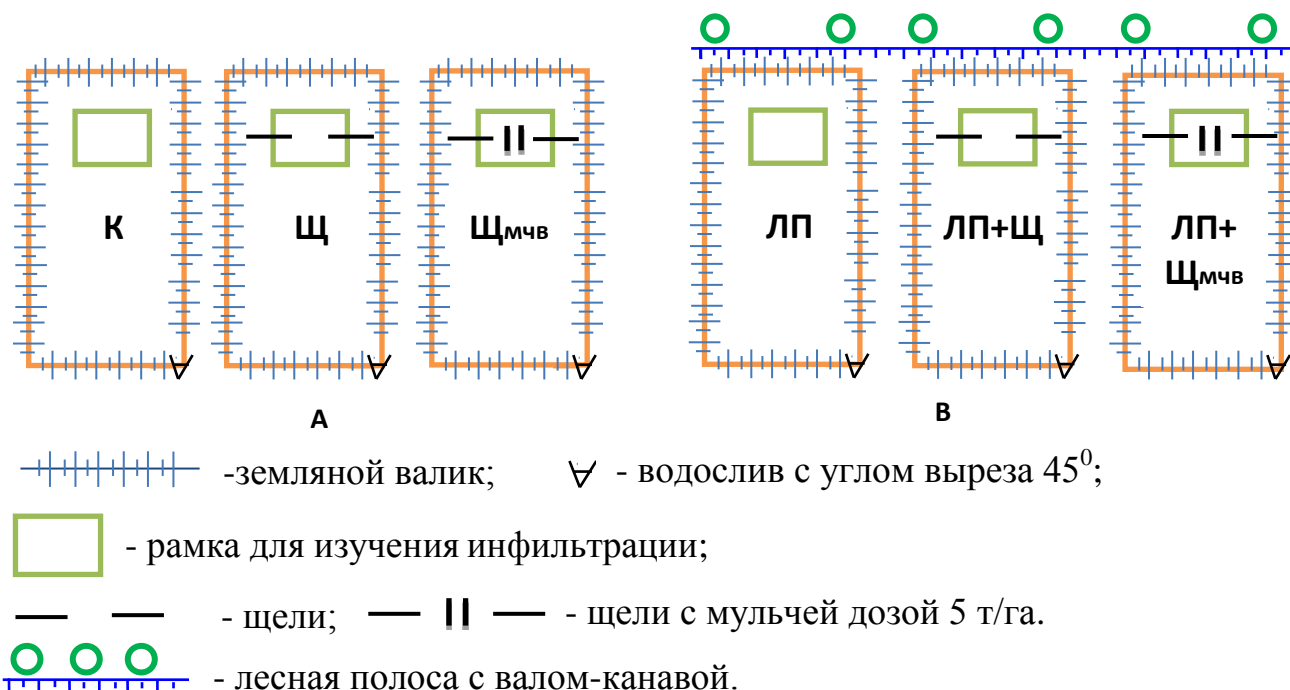 К
Щ
Щмчв
ЛП
ЛП+Щ
ЛП+
Щмчв
А
В
-земляной валик;
- водослив с углом выреза 45⁰;
- рамка для изучения инфильтрации;
- щели;
- щели с мульчей дозой 5 т/га.
- лесная полоса с валом-канавой.